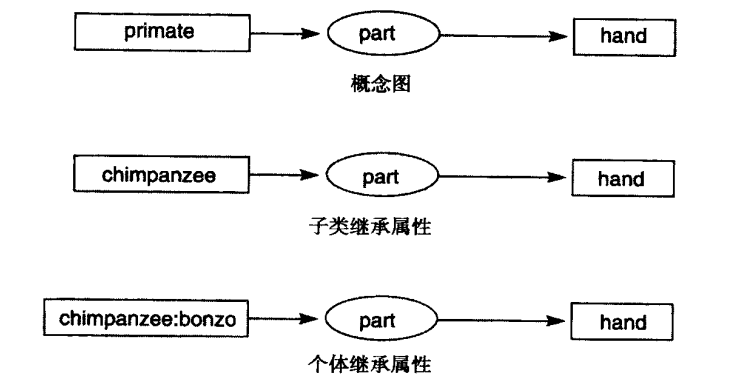 primate part hand
概念图
chimpanzee part hand
子类继承属性
chimpanzee:bonzo part hand
个体继承属性